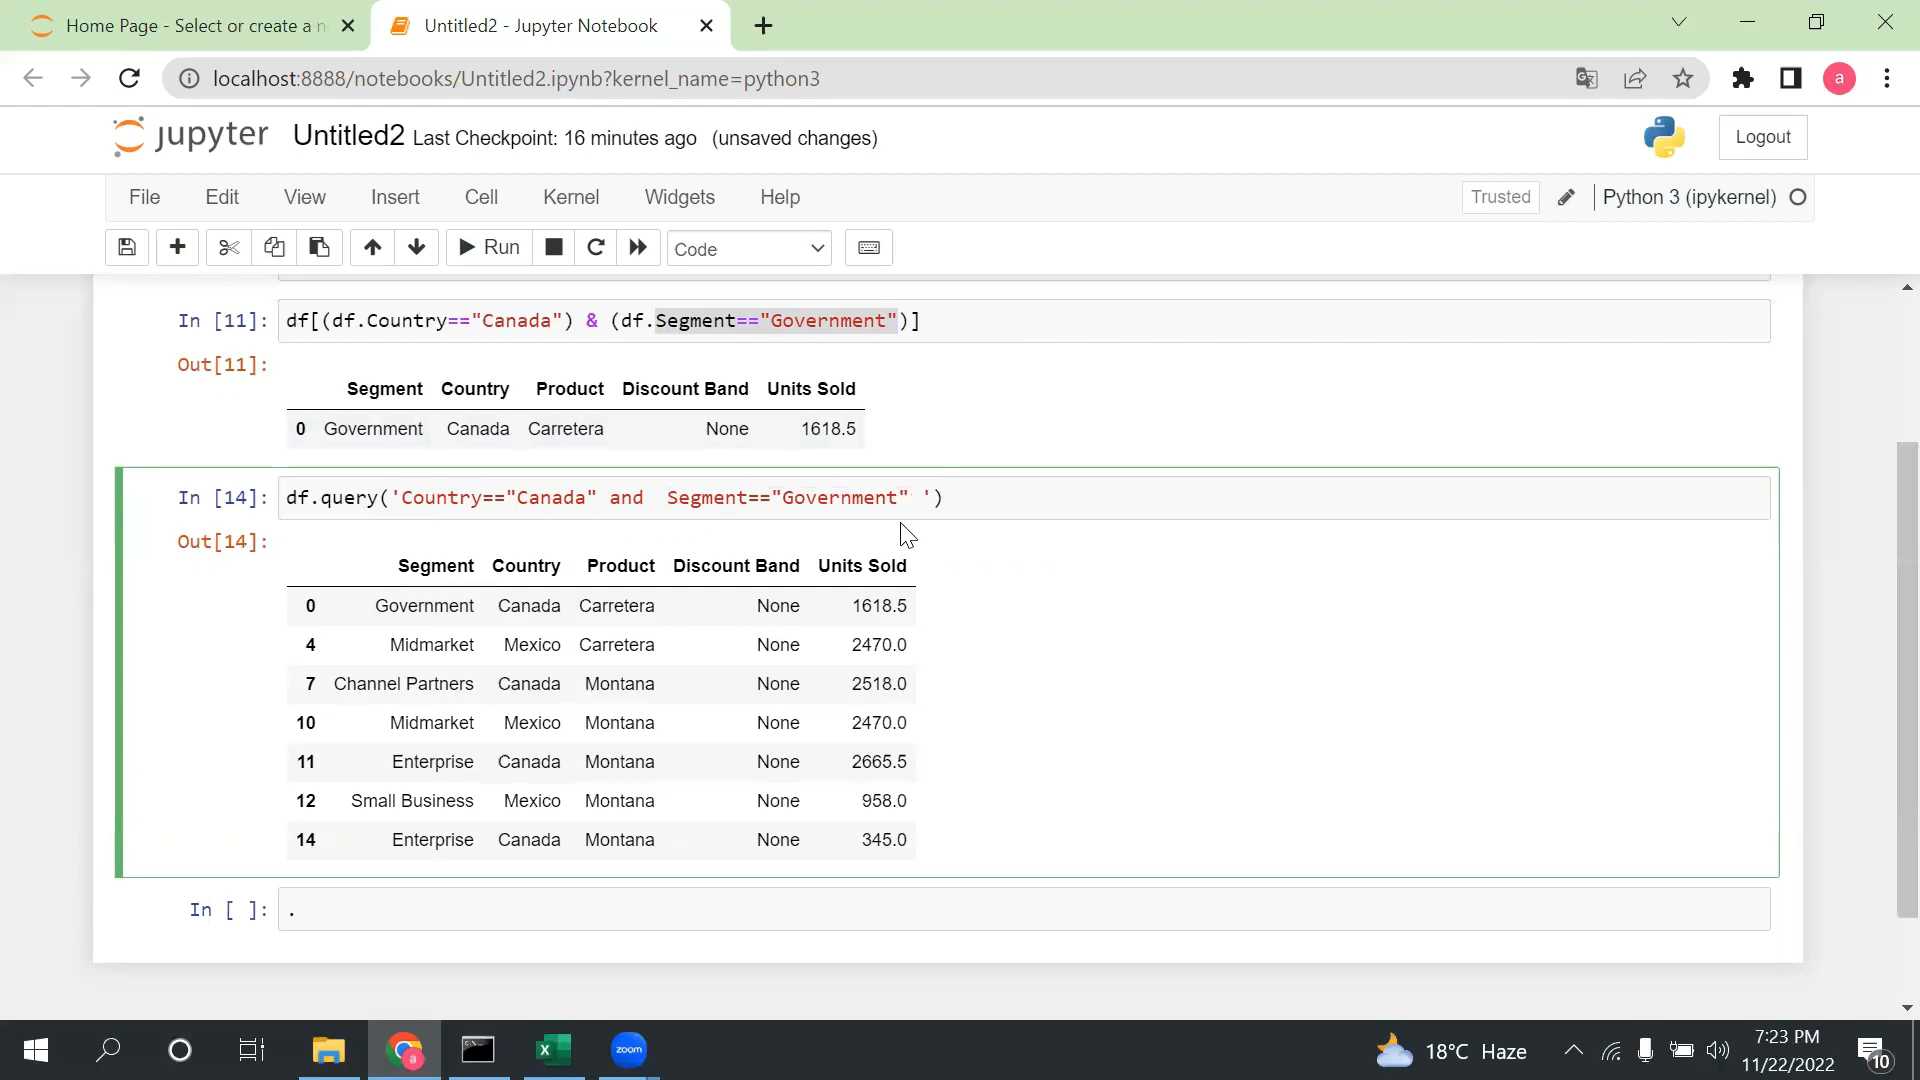 Home Page - Select or create a n
Untitled2 - Jupyter Notebook
localhost:8888/notebooks/Untitled2.ipynb?kernel_name=python3
a
jupyter Untitled2 Last Checkpoint: 16 minutes ago (unsaved changes)
Logout
File Edit View Insert Cell Kernel Widgets Help
Trusted Python 3 (ipykernel)
Run Code
In [11]: df[(df.Country=="Canada") & (df.Segment=="Government")]
Out[11]:
Segment Country Product Discount Band Units Sold
0 Government Canada Carretera None 1618.5
In [14]: df.query('Country=="Canada" and  Segment=="Government" ')
Out[14]:
Segment Country Product Discount Band Units Sold
0 Government Canada Carretera None 1618.5
4 Midmarket Mexico Carretera None 2470.0
7 Channel Partners Canada Montana None 2518.0
10 Midmarket Mexico Montana None 2470.0
11 Enterprise Canada Montana None 2665.5
12 Small Business Mexico Montana None 958.0
14 Enterprise Canada Montana None 345.0
In [ ]: .
a
zoom
18°C Haze
7:23 PM
11/22/2022
10